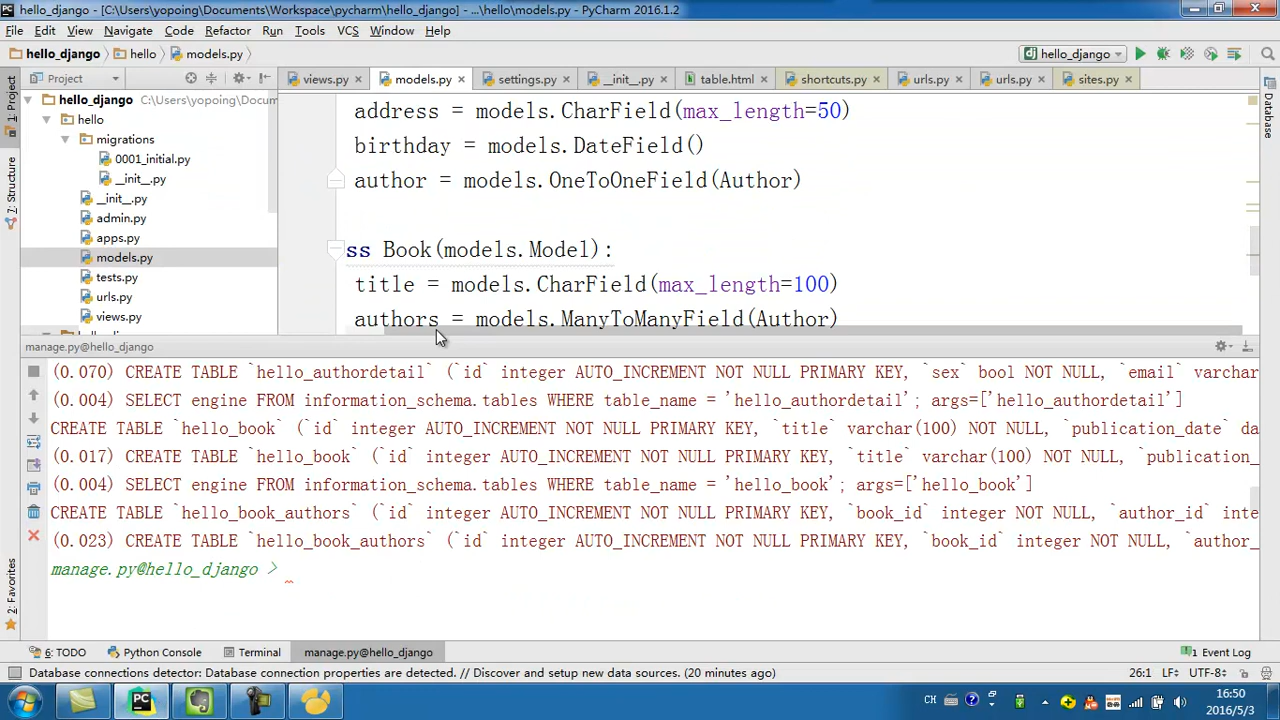 hello_django - [C:\Users\yopoing\Documents\Workspace\pycharm\hello_django] - ...\hello\models.py - PyCharm 2016.1.2
File Edit View Navigate Code Refactor Run Tools VCS Window Help
hello_django hello models.py hello_django
Project views.py models.py settings.py __init__.py table.html shortcuts.py urls.py urls.py sites.py
1: Project
7: Structure
2: Favorites
Database
hello_django C:\Users\yopoing\Docum
hello
migrations
0001_initial.py
__init__.py
__init__.py
admin.py
apps.py
models.py
tests.py
urls.py
views.py
address = models.CharField(max_length=50)
birthday = models.DateField()
author = models.OneToOneField(Author)
ss Book(models.Model):
title = models.CharField(max_length=100)
authors = models.ManyToManyField(Author)
manage.py@hello_django
(0.070) CREATE TABLE `hello_authordetail` (`id` integer AUTO_INCREMENT NOT NULL PRIMARY KEY, `sex` bool NOT NULL, `email` varchar
(0.004) SELECT engine FROM information_schema.tables WHERE table_name = 'hello_authordetail'; args=['hello_authordetail']
CREATE TABLE `hello_book` (`id` integer AUTO_INCREMENT NOT NULL PRIMARY KEY, `title` varchar(100) NOT NULL, `publication_date` da
(0.017) CREATE TABLE `hello_book` (`id` integer AUTO_INCREMENT NOT NULL PRIMARY KEY, `title` varchar(100) NOT NULL, `publication_
(0.004) SELECT engine FROM information_schema.tables WHERE table_name = 'hello_book'; args=['hello_book']
CREATE TABLE `hello_book_authors` (`id` integer AUTO_INCREMENT NOT NULL PRIMARY KEY, `book_id` integer NOT NULL, `author_id` inte
(0.023) CREATE TABLE `hello_book_authors` (`id` integer AUTO_INCREMENT NOT NULL PRIMARY KEY, `book_id` integer NOT NULL, `author_
manage.py@hello_django >
6: TODO Python Console Terminal manage.py@hello_django 1 Event Log
Database connections detector: Database connection properties are detected. // Discover and setup new data sources. (20 minutes ago) 26:1 LF÷ UTF-8÷
PC CH 16:50
2016/5/3